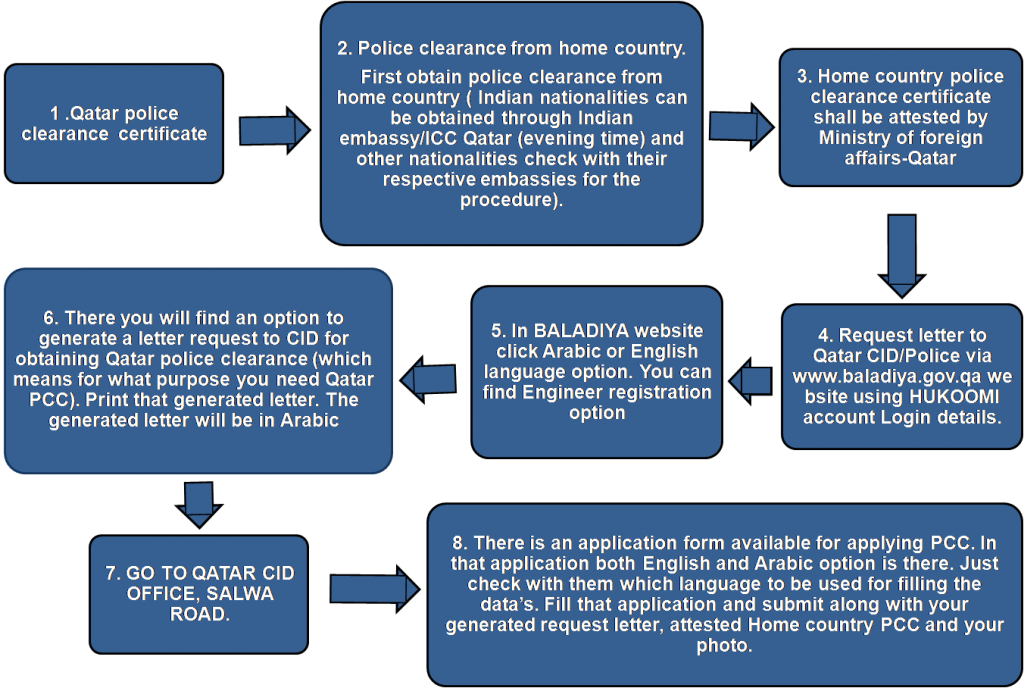 1 .Qatar police
clearance certificate
2. Police clearance from home country.
First obtain police clearance from
home country ( Indian nationalities can
be obtained through Indian
embassy/ICC Qatar (evening time) and
other nationalities check with their
respective embassies for the
procedure).
3. Home country police
clearance certificate
shall be attested by
Ministry of foreign
affairs-Qatar
4. Request letter to
Qatar CID/Police via
www.baladiya.gov.qa we
bsite using HUKOOMI
account Login details.
5. In BALADIYA website
click Arabic or English
language option. You can
find Engineer registration
option
6. There you will find an option to
generate a letter request to CID for
obtaining Qatar police clearance (which
means for what purpose you need Qatar
PCC). Print that generated letter. The
generated letter will be in Arabic
7. GO TO QATAR CID
OFFICE, SALWA
ROAD.
8. There is an application form available for applying PCC. In
that application both English and Arabic option is there. Just
check with them which language to be used for filling the
data's. Fill that application and submit along with your
generated request letter, attested Home country PCC and your
photo.